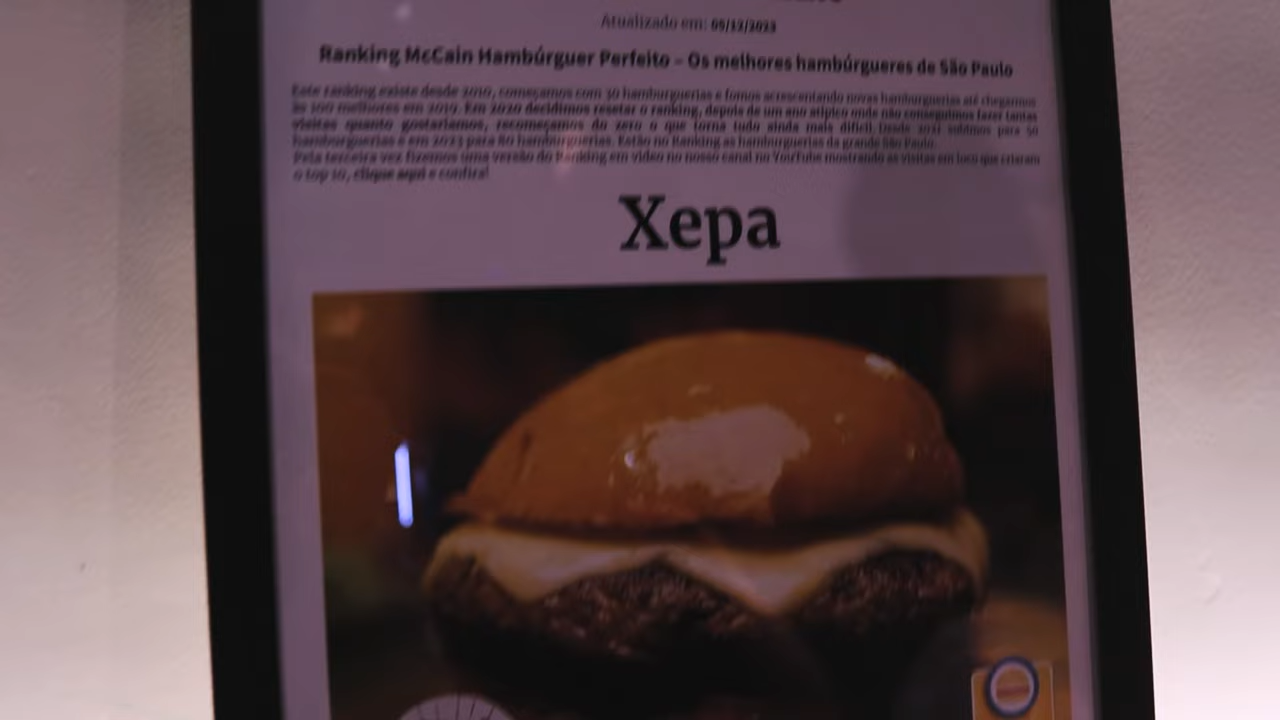 Atualizado em: 05/12/2023
Ranking McCain Hambúrguer Perfeito – Os melhores hambúrgueres de São Paulo
Este ranking existe desde 2010, começamos com 30 hamburguerias e fomos acrescentando novas hamburguerias até chegarmos
às 100 melhores em 2019. Em 2020 decidimos resetar o ranking, depois de um ano atípico onde não conseguimos fazer tantas
visitas quanto gostaríamos, recomeçamos do zero o que torna tudo ainda mais difícil. Desde 2021 subimos para 50
hamburguerias e em 2023 para 80 hamburguerias. Estão no Ranking as hamburguerias da grande São Paulo.
Pela terceira vez fizemos uma versão do Ranking em vídeo no nosso canal no YouTube mostrando as visitas em loco que criaram
o top 10, clique aqui e confira!
Xepa